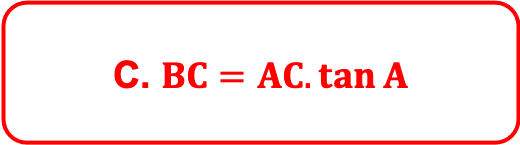 C. BC = AC. tan A